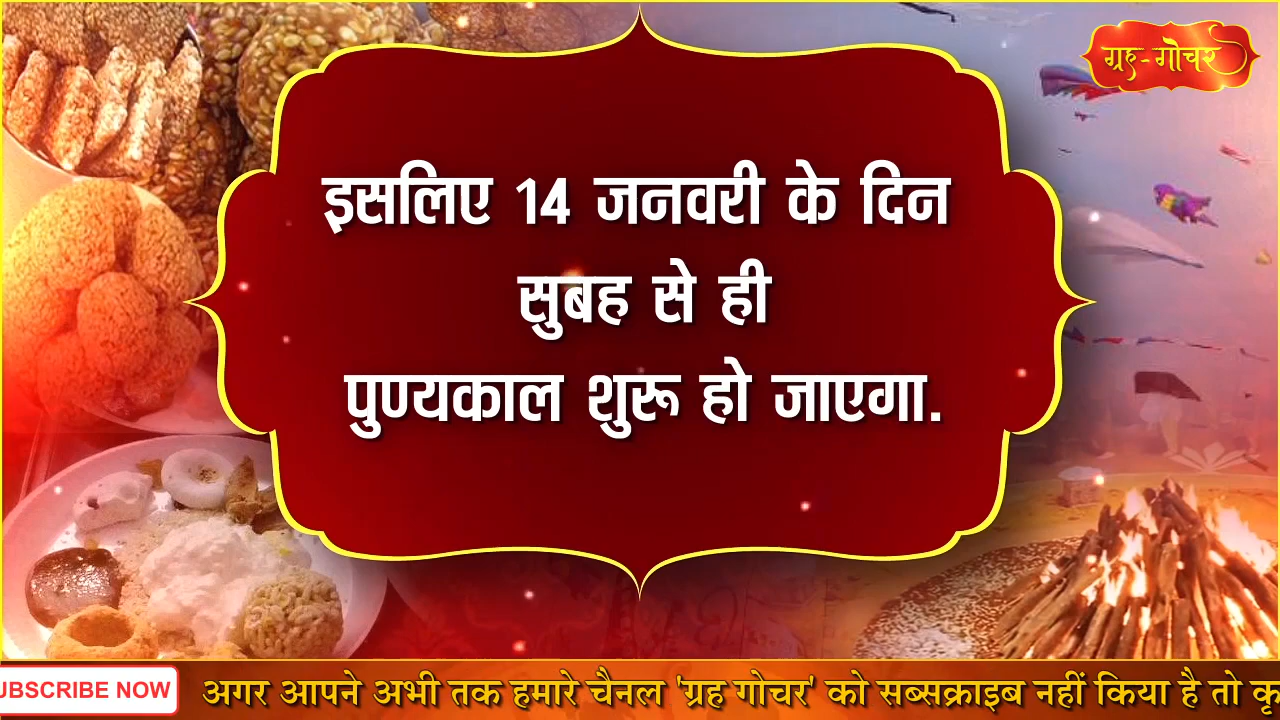 ग्रह-गोचर
इसलिए 14 जनवरी के दिन
सुबह से ही
पुण्यकाल शुरू हो जाएगा.
UBSCRIBE NOW
अगर आपने अभी तक हमारे चैनल 'ग्रह गोचर' को सब्सक्राइब नहीं किया है तो कृ